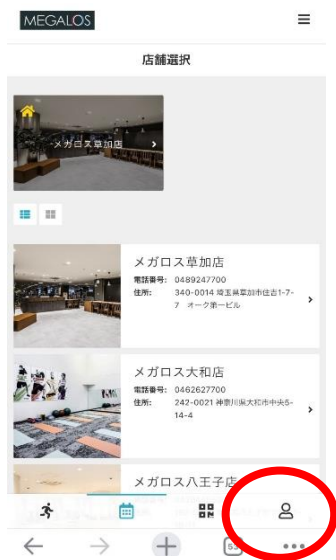 MEGALOS
店舗選択
メガロス草加店
メガロス草加店
電話番号: 0489247700
住所: 340-0014 埼玉県草加市住吉1-7-
7 オーク第一ビル
メガロス大和店
電話番号: 0462627700
住所: 242-0021 神奈川県大和市中央5-
14-4
メガロス八王子店